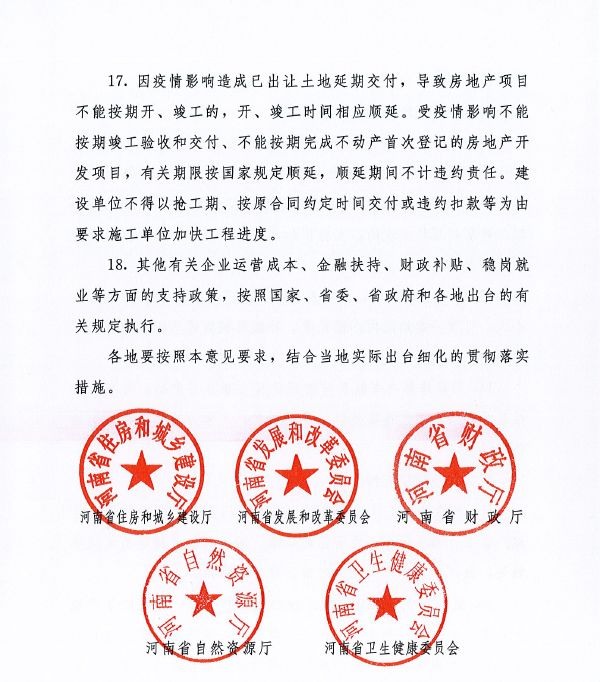 17. 因疫情影响造成已出让土地延期交付，导致房地产项目
不能按期开、竣工的，开、竣工时间相应顺延。受疫情影响不能
按期竣工验收和交付、不能按期完成不动产首次登记的房地产开
发项目，有关期限按国家规定顺延，顺延期间不计违约责任。建
设单位不得以抢工期、按原合同约定时间交付或违约扣款等为由
要求施工单位加快工程进度。
18. 其他有关企业运营成本、金融扶持、财政补贴、稳岗就
业等方面的支持政策，按照国家、省委、省政府和各地出台的有
关规定执行。
各地要按照本意见要求，结合当地实际出台细化的贯彻落实
措施。
河南省住房和城乡建设厅
河南省发展和改革委员会
河南省财政厅
河南省住房和城乡建设厅 河南省发展和改革委员会 河南省财政厅
河南省自然资源厅
河南省卫生健康委员会
河南省自然资源厅 河南省卫生健康委员会